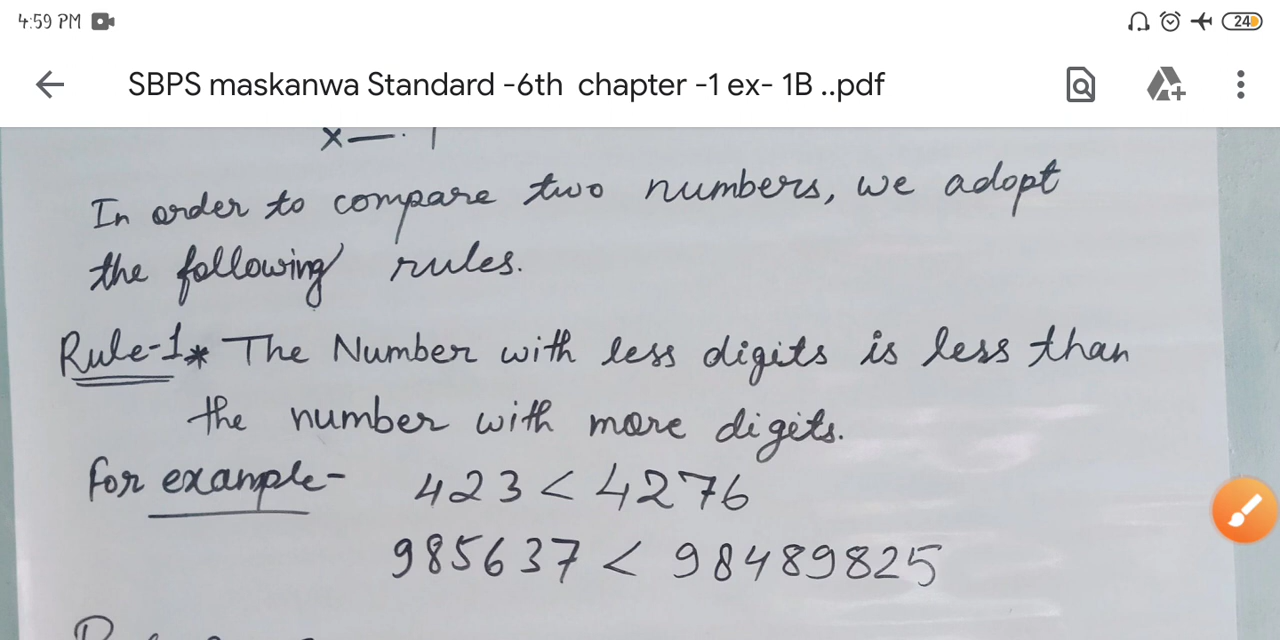 4:59 PM
24
SBPS maskanwa Standard -6th chapter -1 ex- 1B ..pdf
In order to compare two numbers, we adopt
the following rules.
Rule-1* The Number with less digits is less than
the number with more digits.
For example- 423 < 4276
985637 < 98489825